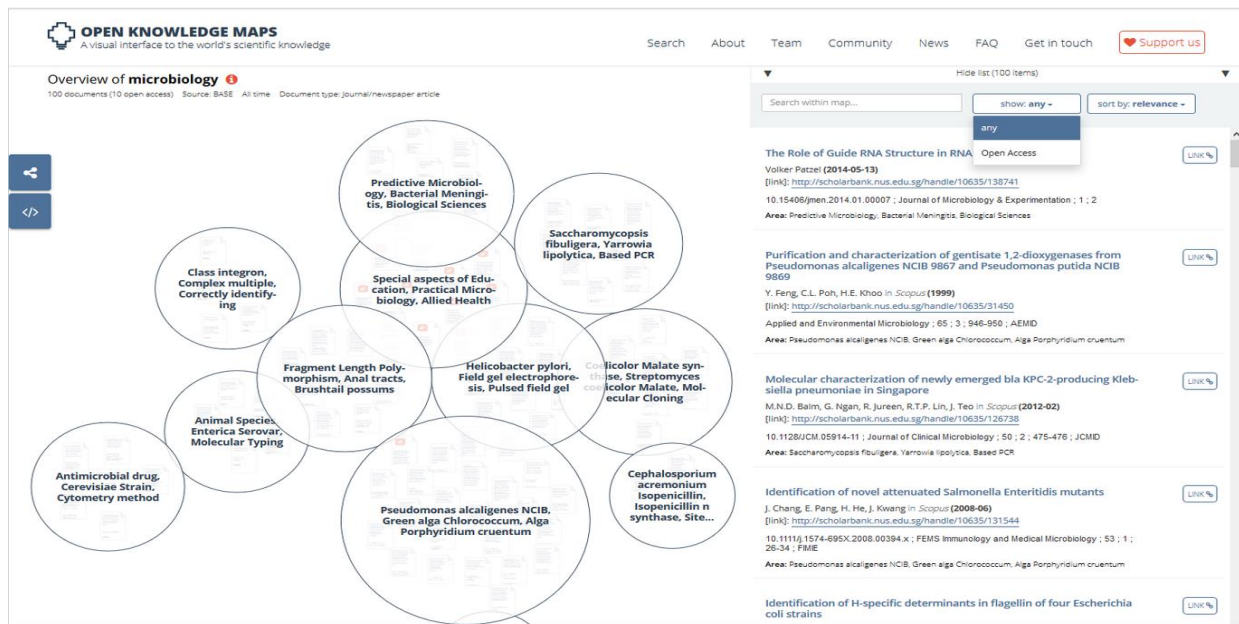 OPEN KNOWLEDGE MAPS
A visual interface to the world's scientific knowledge
Search About Team Community News FAQ Get in touch Support us
Overview of microbiology
100 documents (10 open access) Source: BASE All time Document type: Journal/newspaper article
Predictive Microbiol-
ogy, Bacterial Meningi-
tis, Biological Sciences
Saccharomycopsis
fibuligera, Yarrowia
lipolytica, Based PCR
Class integron,
Complex multiple,
Correctly identify-
ing
Special aspects of Edu-
cation, Practical Micro-
biology, Allied Health
Fragment Length Poly-
morphism, Anal tracts,
Brushtail possums
Helicobacter pylori,
Field gel electrophore-
sis, Pulsed field gel
Coelicolor Malate syn-
thase, Streptomyces
coelicolor Malate, Mol-
ecular Cloning
Animal Species,
Enterica Serovar,
Molecular Typing
Antimicrobial drug,
Cerevisiae Strain,
Cytometry method
Pseudomonas alcaligenes NCIB,
Green alga Chlorococcum, Alga
Porphyridium cruentum
Cephalosporium
acremonium
Isopenicillin,
Isopenicillin n
synthase, Site...
Hide list (100 items)
Search within map... show: any sort by: relevance
any
Open Access
The Role of Guide RNA Structure in RNA
LINK
Volker Patzel (2014-05-13)
[link]: http://scholarbank.nus.edu.sg/handle/10635/138741
10.15406/jmen.2014.01.00007 ; Journal of Microbiology & Experimentation ; 1 ; 2
Area: Predictive Microbiology, Bacterial Meningitis, Biological Sciences
Purification and characterization of gentisate 1,2-dioxygenases from
LINK
Pseudomonas alcaligenes NCIB 9867 and Pseudomonas putida NCIB
9869
Y. Feng, C.L. Poh, H.E. Khoo in Scopus (1999)
[link]: http://scholarbank.nus.edu.sg/handle/10635/31450
Applied and Environmental Microbiology ; 65 ; 3 ; 946-950 ; AEMID
Area: Pseudomonas alcaligenes NCIB, Green alga Chlorococcum, Alga Porphyridium cruentum
Molecular characterization of newly emerged bla KPC-2-producing Kleb-
LINK
siella pneumoniae in Singapore
M.N.D. Balm, G. Ngan, R. Jureen, R.T.P. Lin, J. Teo in Scopus (2012-02)
[link]: http://scholarbank.nus.edu.sg/handle/10635/126738
10.1128/JCM.05914-11 ; Journal of Clinical Microbiology ; 50 ; 2 ; 475-476 ; JCMID
Area: Saccharomycopsis fibuligera, Yarrowia lipolytica, Based PCR
Identification of novel attenuated Salmonella Enteritidis mutants
LINK
J. Chang, E. Pang, H. He, J. Kwang in Scopus (2008-06)
[link]: http://scholarbank.nus.edu.sg/handle/10635/131544
10.1111/j.1574-695X.2008.00394.x ; FEMS Immunology and Medical Microbiology ; 53 ; 1 ;
26-34 ; FIMIE
Area: Pseudomonas alcaligenes NCIB, Green alga Chlorococcum, Alga Porphyridium cruentum
Identification of H-specific determinants in flagellin of four Escherichia
LINK
coli strains